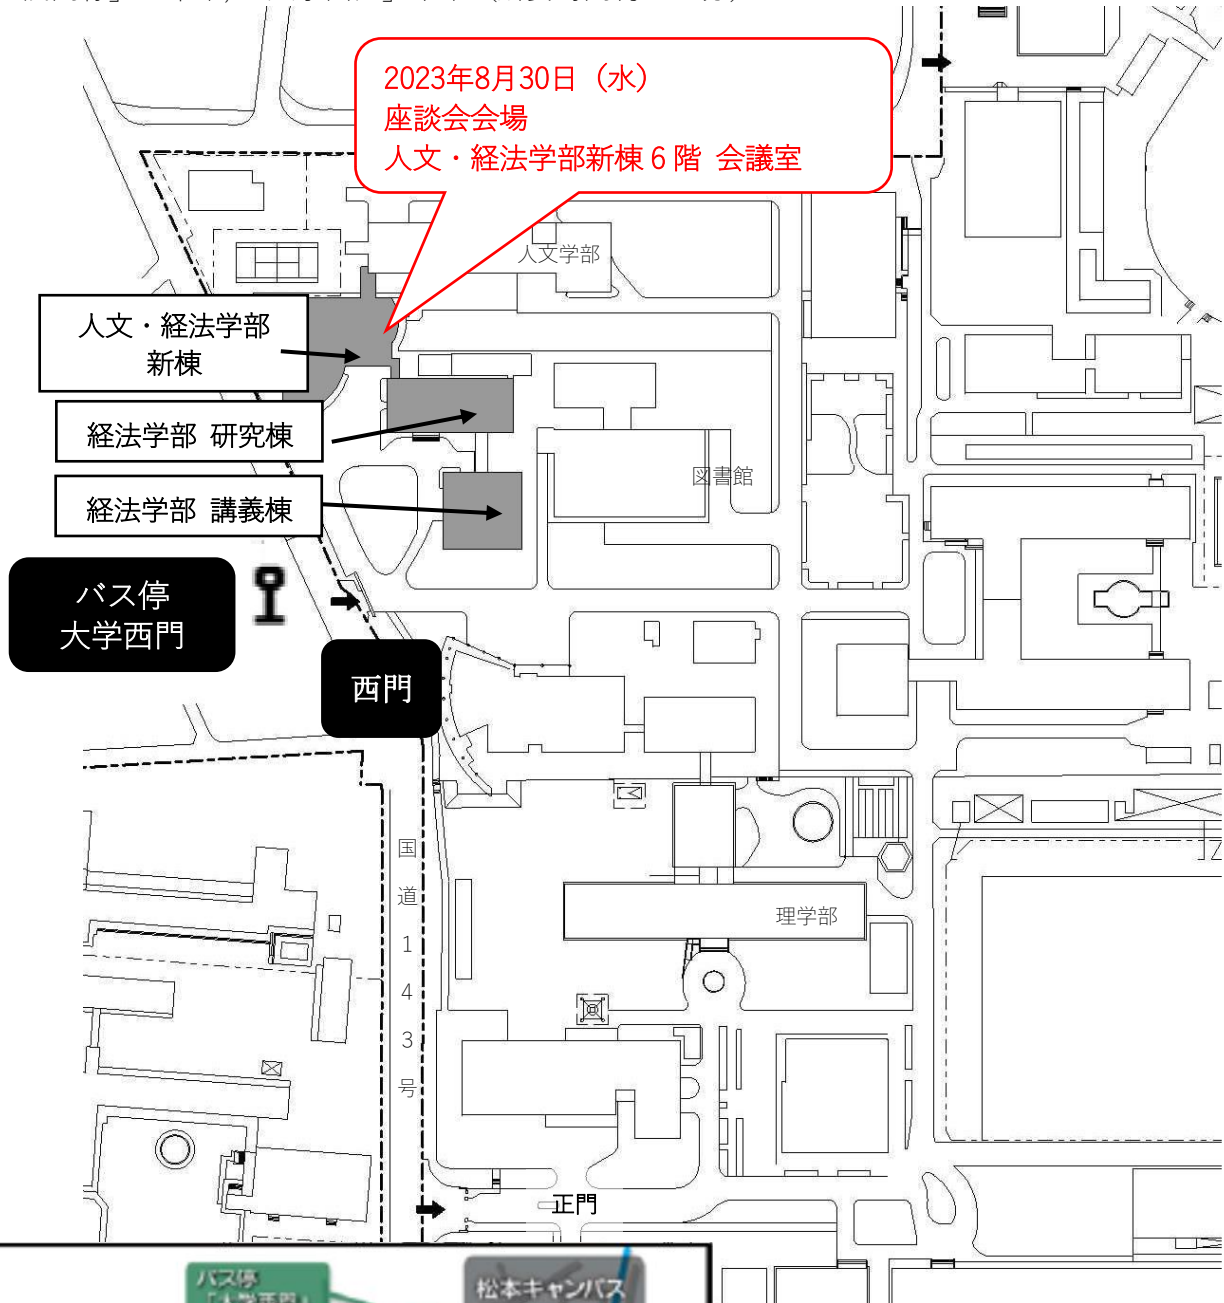 2023年8月30日（水）
座談会会場
人文・経法学部新棟６階 会議室
人文学部
人文・経法学部
新棟
経法学部 研究棟
図書館
経法学部 講義棟
バス停
大学西門
西門
国道143号
理学部
正門
バス停
「大学西門」
松本キャンパス